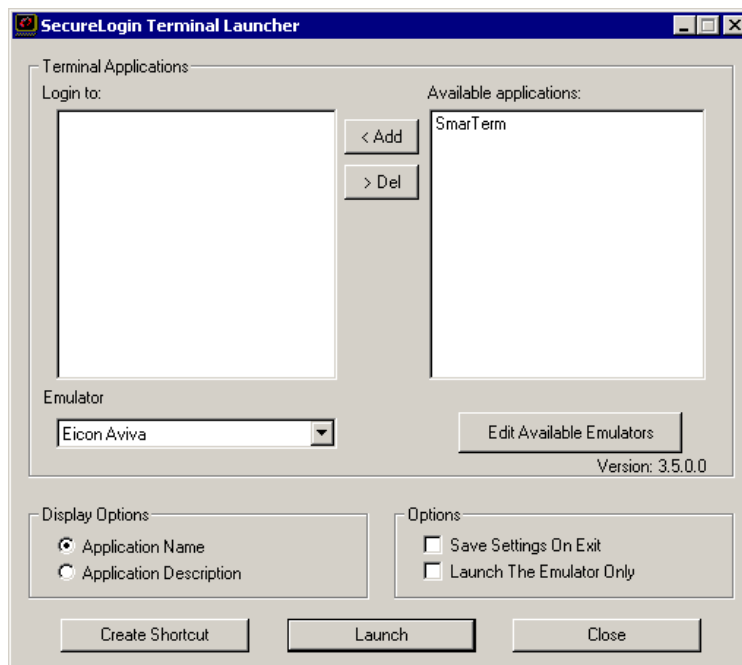 SecureLogin Terminal Launcher
Terminal Applications
Login to:
Available applications:
SmarTerm
< Add
> Del
Emulator
Eicon Aviva
Edit Available Emulators
Version: 3.5.0.0
Display Options
Application Name
Application Description
Options
Save Settings On Exit
Launch The Emulator Only
Create Shortcut
Launch
Close